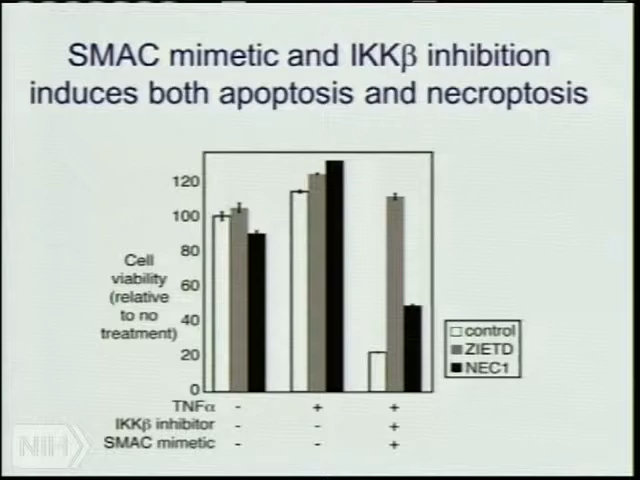 SMAC mimetic and IKKβ inhibition
induces both apoptosis and necroptosis
120
100
80
60
40
20
0
Cell
viability
(relative
to no
treatment)
control
ZIETD
NEC1
TNFα - + +
IKKβ inhibitor - - +
SMAC mimetic - - +
NIH